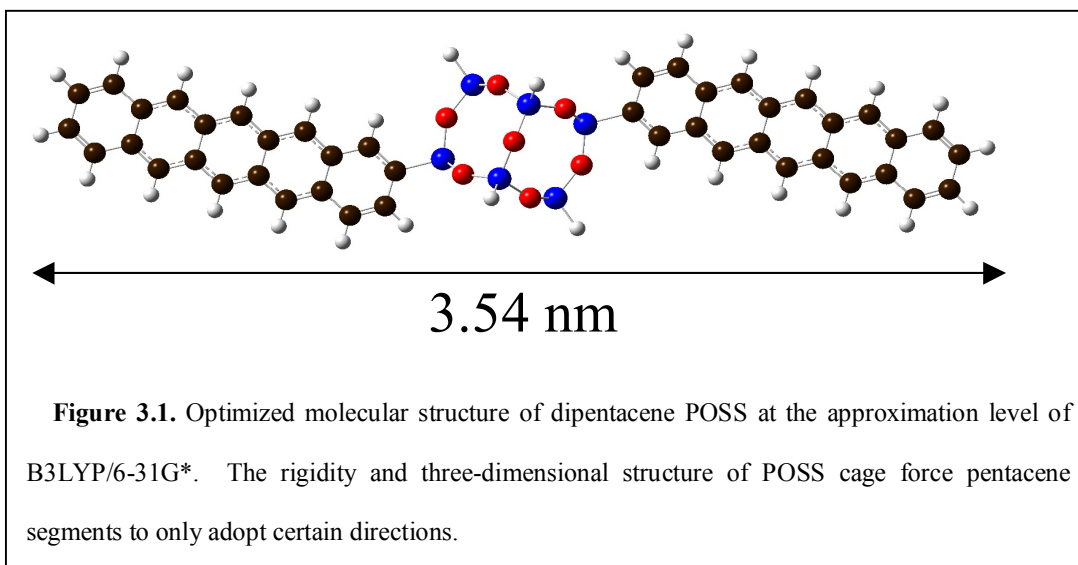 3.54 nm
Figure 3.1. Optimized molecular structure of dipentacene POSS at the approximation level of
B3LYP/6-31G*. The rigidity and three-dimensional structure of POSS cage force pentacene
segments to only adopt certain directions.